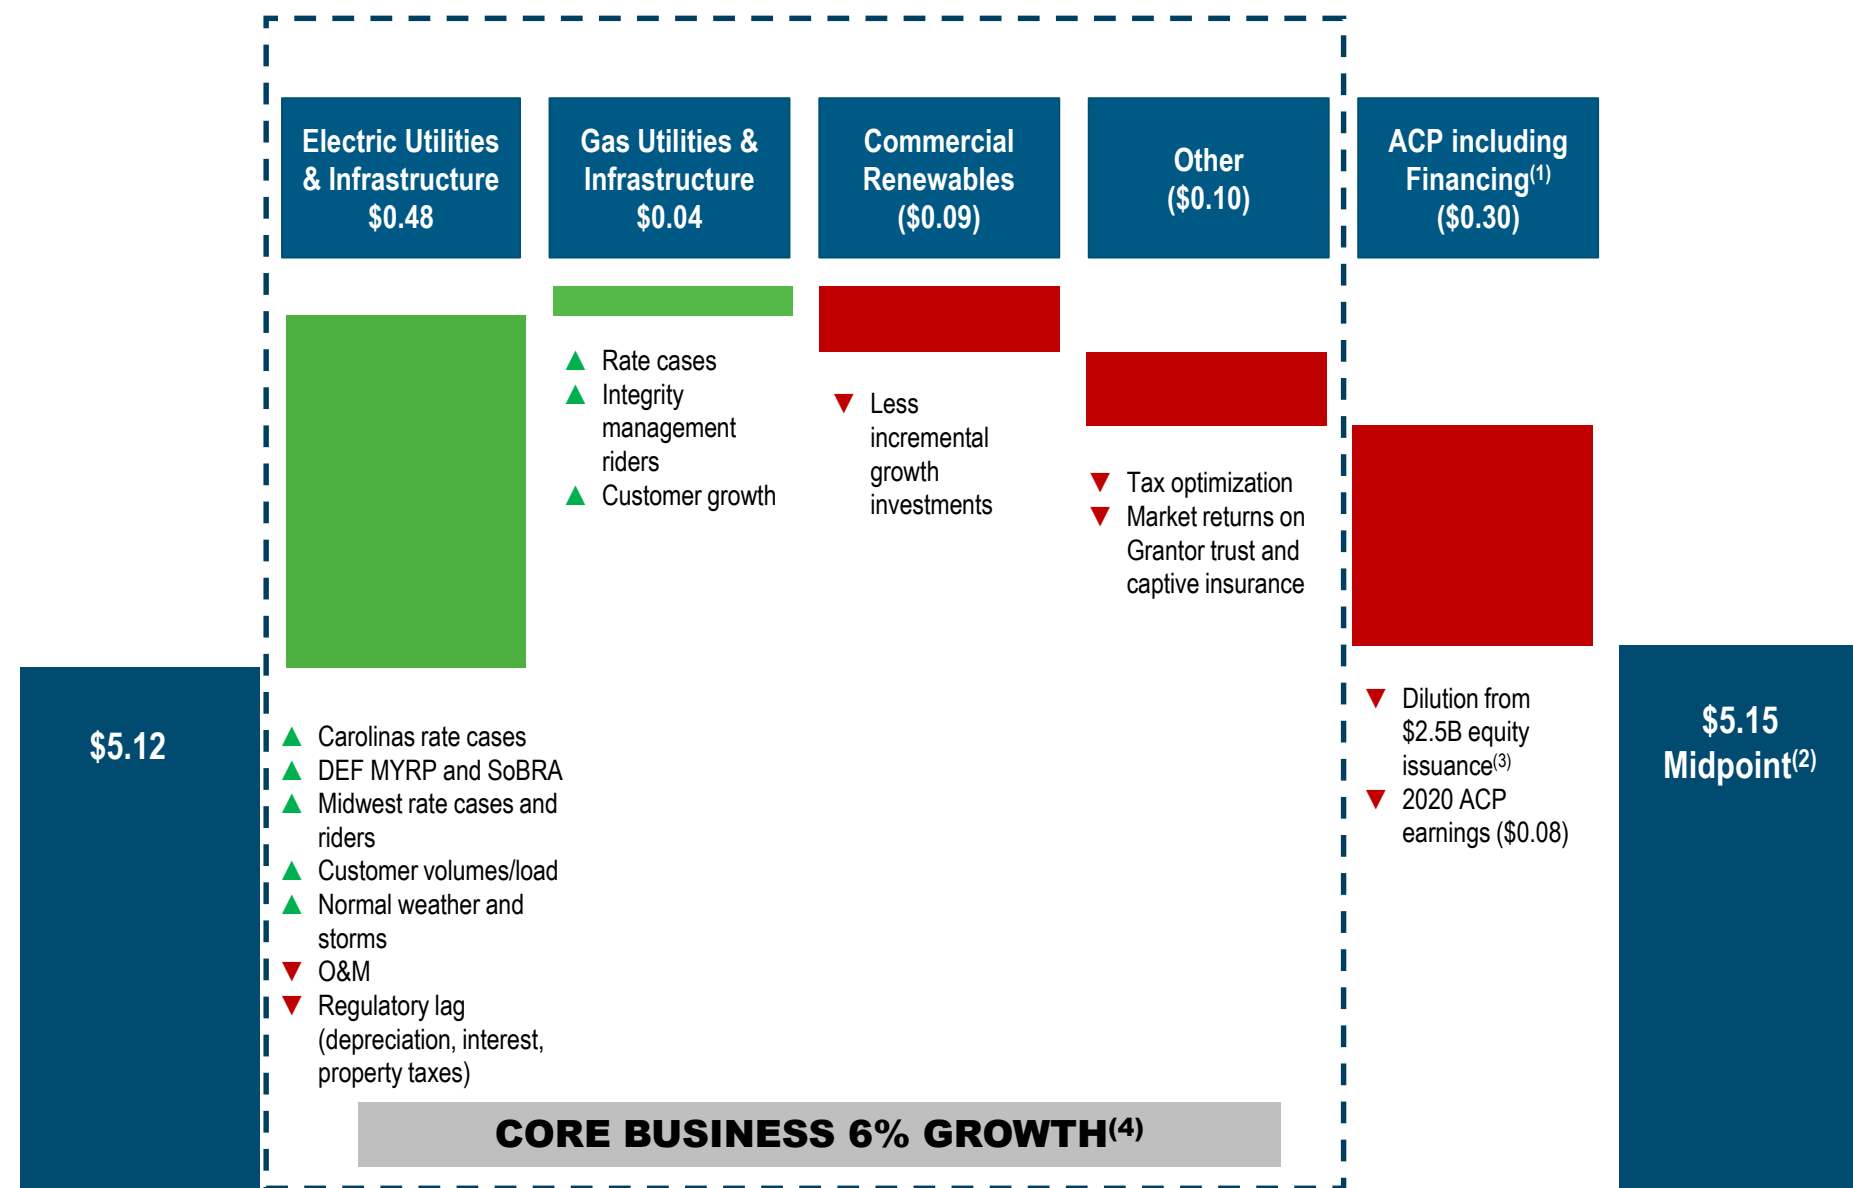 Electric Utilities
& Infrastructure
$0.48
Gas Utilities &
Infrastructure
$0.04
Commercial
Renewables
($0.09)
Other
($0.10)
ACP including
Financing(1)
($0.30)
▲ Rate cases
▲ Integrity
management
riders
▲ Customer growth
▼ Less
incremental
growth
investments
▼ Tax optimization
▼ Market returns on
Grantor trust and
captive insurance
$5.12
▲ Carolinas rate cases
▲ DEF MYRP and SoBRA
▲ Midwest rate cases and
riders
▲ Customer volumes/load
▲ Normal weather and
storms
▼ O&M
▼ Regulatory lag
(depreciation, interest,
property taxes)
▼ Dilution from
$2.5B equity
issuance(3)
▼ 2020 ACP
earnings ($0.08)
$5.15
Midpoint(2)
CORE BUSINESS 6% GROWTH(4)